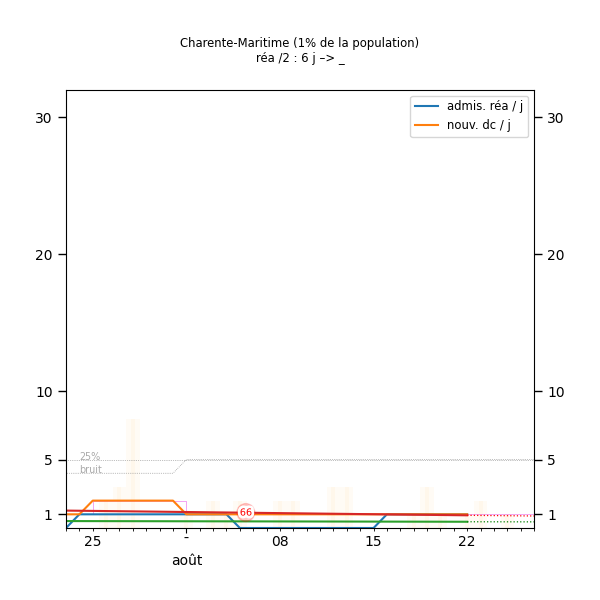 Charente-Maritime (1% de la population)
réa /2 : 6 j –> _
admis. réa / j
nouv. dc / j
30
30
20
20
10
10
5
5
1
1
25%
bruit
66
25
-
08
15
22
août